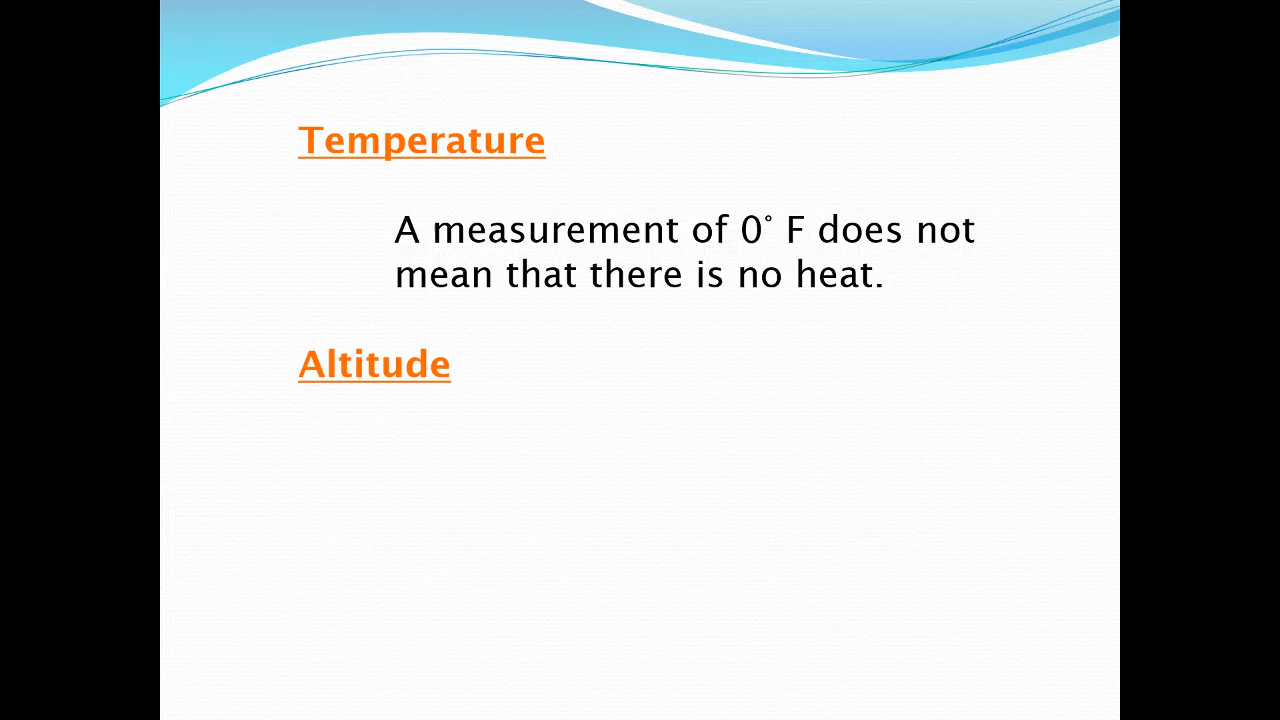 Temperature
A measurement of 0° F does not
mean that there is no heat.
Altitude